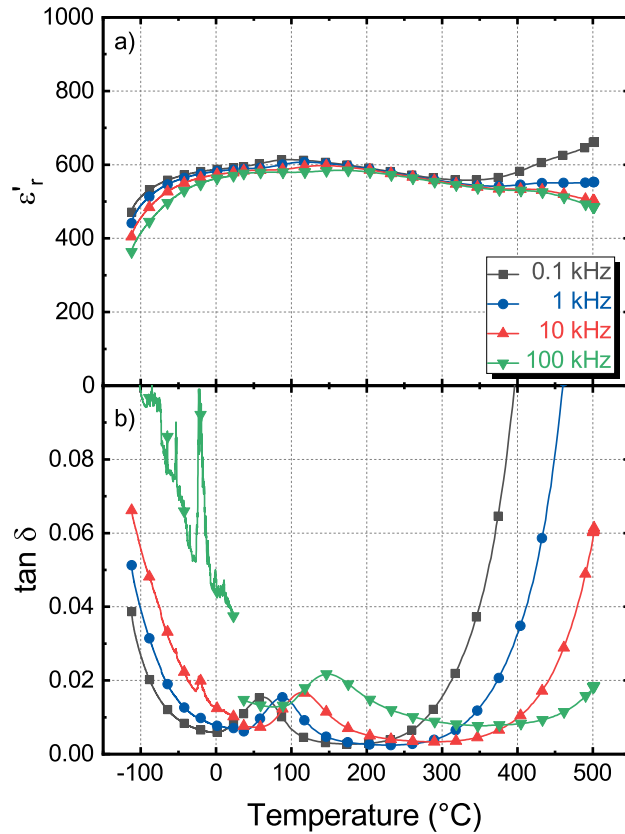 1000
a)
800
600
ε'r
400
200
0
0.1 kHz
1 kHz
10 kHz
100 kHz
b)
0.08
0.06
tan δ
0.04
0.02
0.00
-100 0 100 200 300 400 500
Temperature (°C)